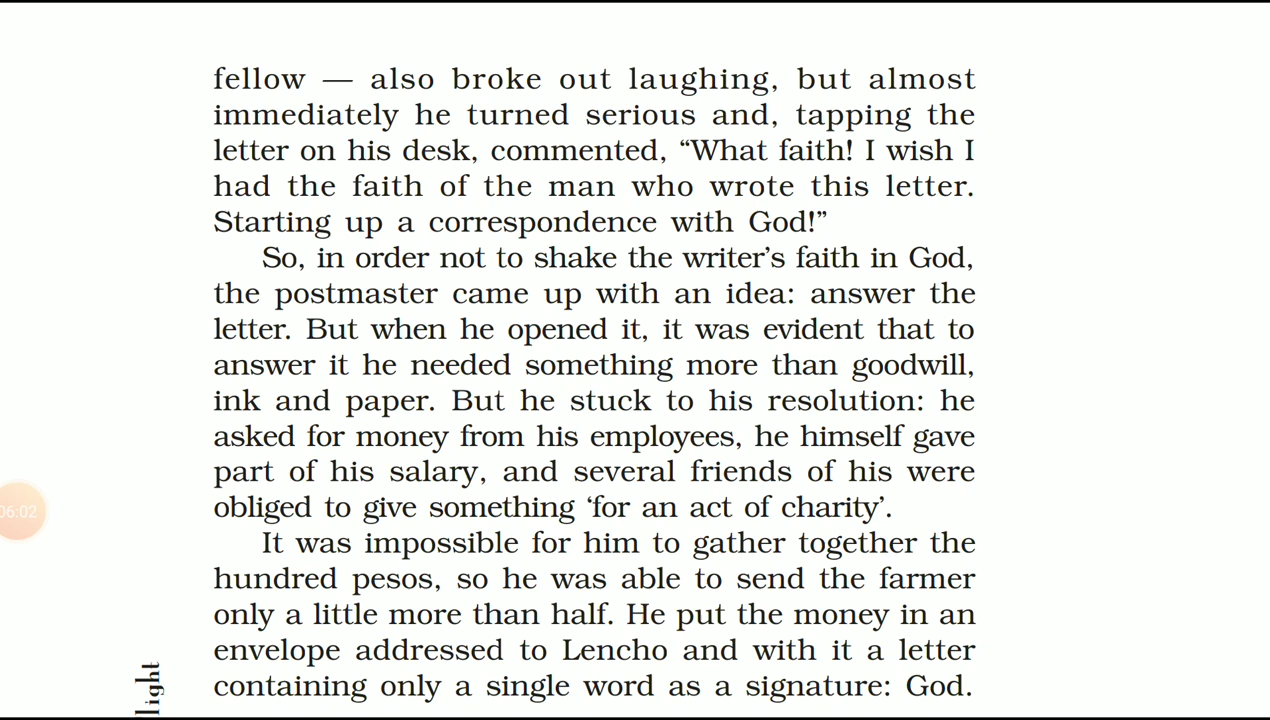 fellow — also broke out laughing, but almost
immediately he turned serious and, tapping the
letter on his desk, commented, “What faith! I wish I
had the faith of the man who wrote this letter.
Starting up a correspondence with God!”
So, in order not to shake the writer’s faith in God,
the postmaster came up with an idea: answer the
letter. But when he opened it, it was evident that to
answer it he needed something more than goodwill,
ink and paper. But he stuck to his resolution: he
asked for money from his employees, he himself gave
part of his salary, and several friends of his were
obliged to give something ‘for an act of charity’.
It was impossible for him to gather together the
hundred pesos, so he was able to send the farmer
only a little more than half. He put the money in an
envelope addressed to Lencho and with it a letter
containing only a single word as a signature: God.
06:02
light